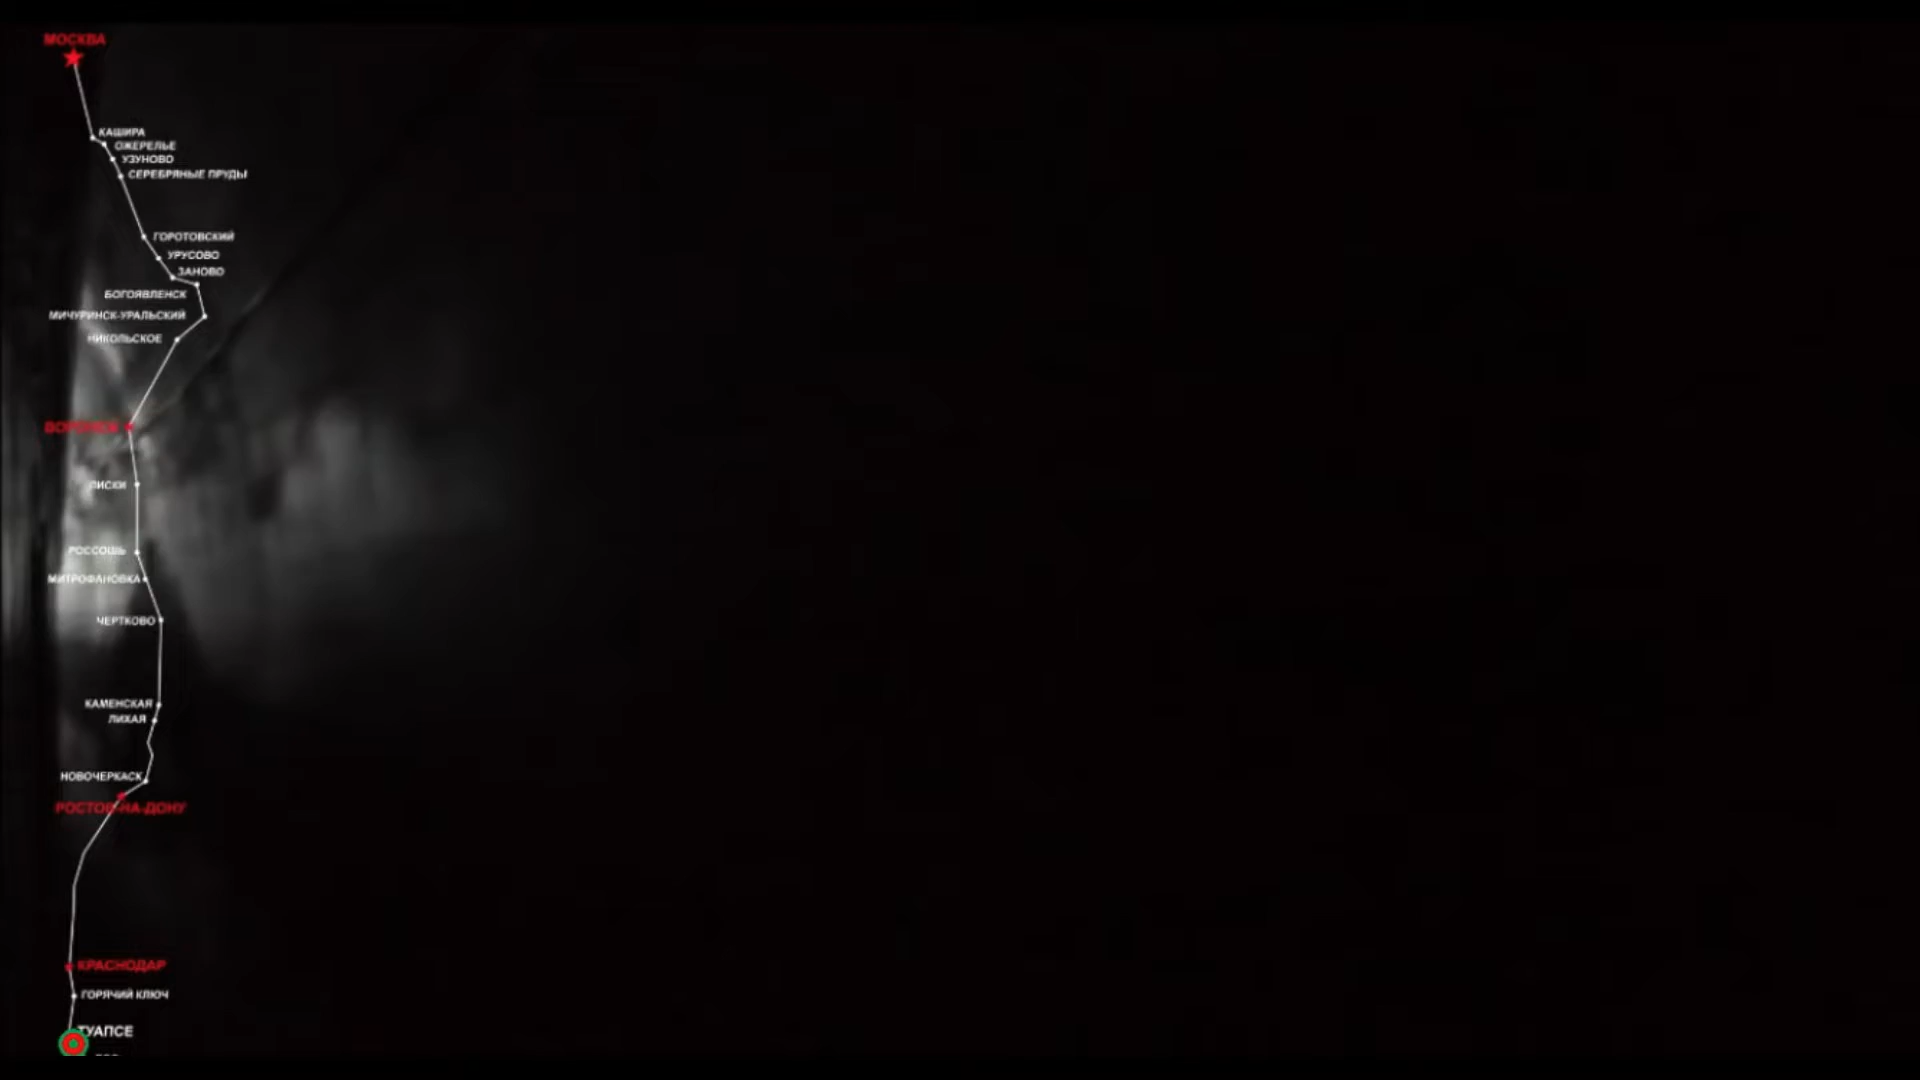 МОСКВА
КАШИРА
ОЖЕРЕЛЬЕ
УЗУНОВО
СЕРЕБРЯНЫЕ ПРУДЫ
ГОРОТОВСКИЙ
УРУСОВО
ЗАНОВО
БОГОЯВЛЕНСК
МИЧУРИНСК-УРАЛЬСКИЙ
НИКОЛЬСКОЕ
ВОРОНЕЖ
ЛИСКИ
РОССОШЬ
МИТРОФАНОВКА
ЧЕРТКОВО
КАМЕНСКАЯ
ЛИХАЯ
НОВОЧЕРКАСК
РОСТОВ-НА-ДОНУ
КРАСНОДАР
ГОРЯЧИЙ КЛЮЧ
ТУАПСЕ